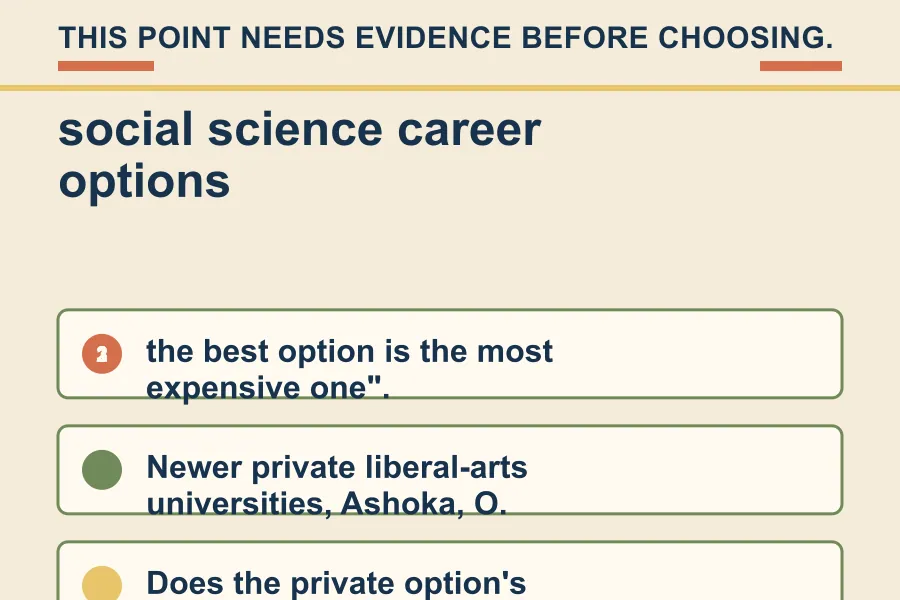 THIS POINT NEEDS EVIDENCE BEFORE CHOOSING.
social science career
options
the best option is the most
expensive one".
Newer private liberal-arts
universities, Ashoka, O.
Does the private option's